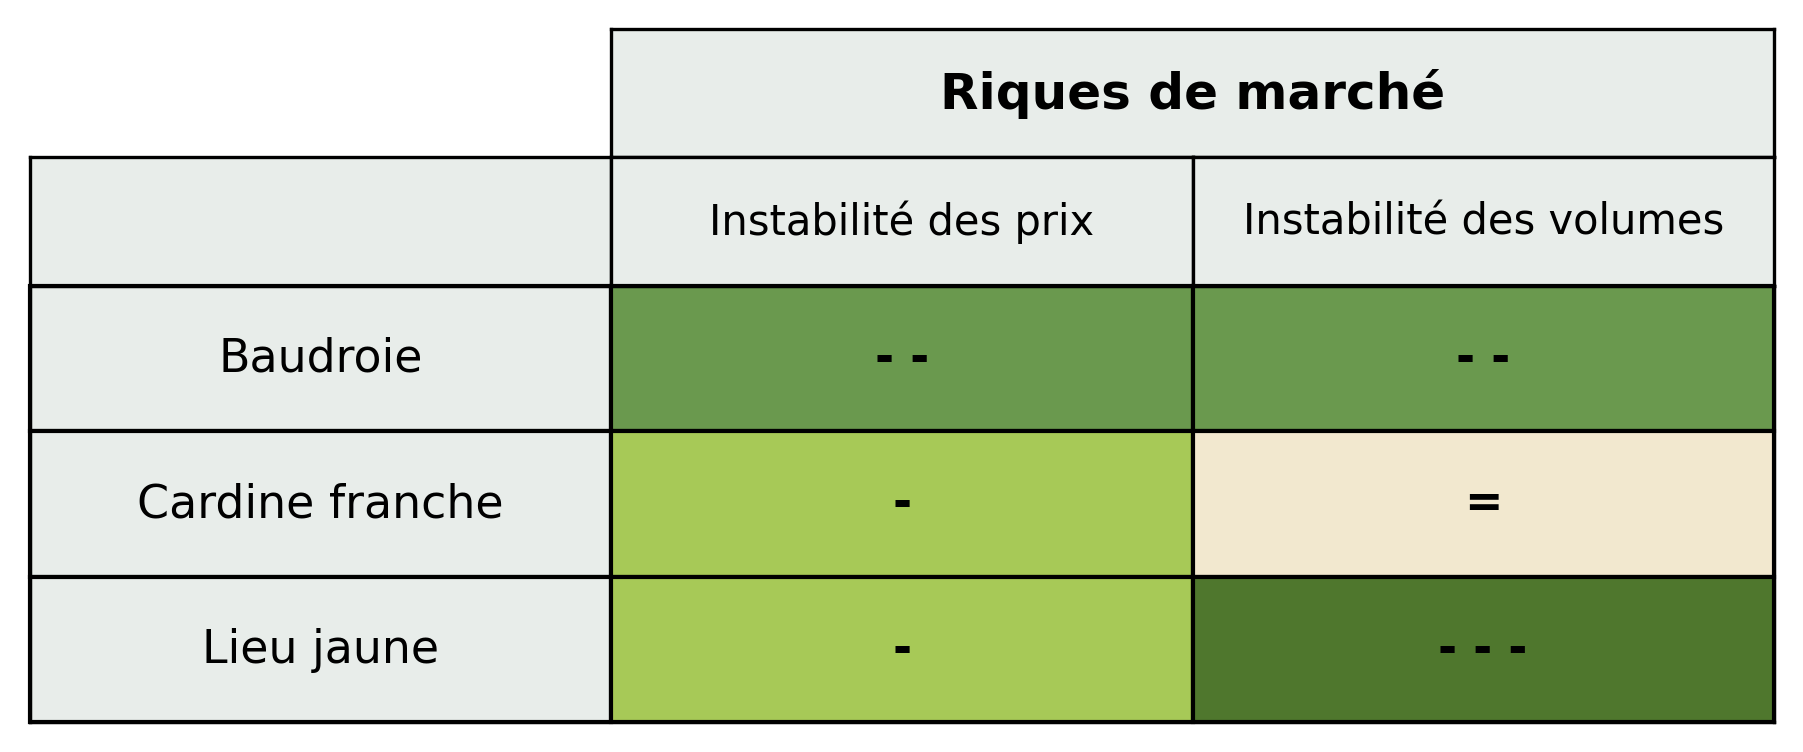 Riques de marché
Instabilité des prix Instabilité des volumes
Baudroie - - - -
Cardine franche - =
Lieu jaune - - - -